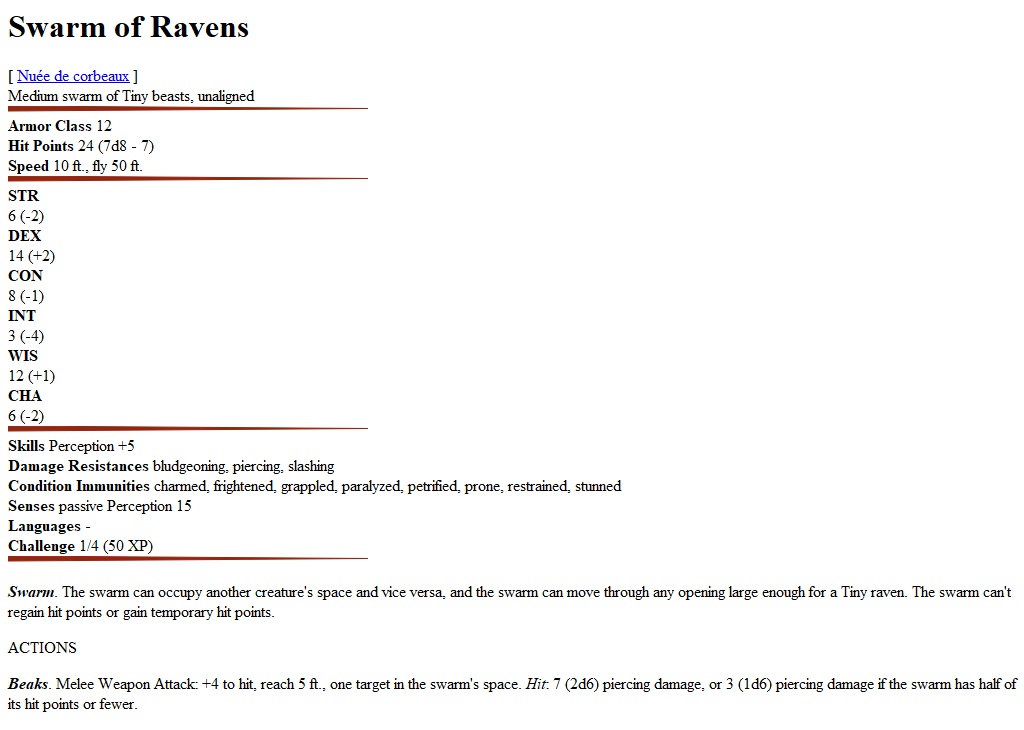 Swarm of Ravens
[ Nuée de corbeaux ]
Medium swarm of Tiny beasts, unaligned
Armor Class 12
Hit Points 24 (7d8 - 7)
Speed 10 ft., fly 50 ft.
STR
6 (-2)
DEX
14 (+2)
CON
8 (-1)
INT
3 (-4)
WIS
12 (+1)
CHA
6 (-2)
Skills Perception +5
Damage Resistances bludgeoning, piercing, slashing
Condition Immunities charmed, frightened, grappled, paralyzed, petrified, prone, restrained, stunned
Senses passive Perception 15
Languages -
Challenge 1/4 (50 XP)
Swarm. The swarm can occupy another creature's space and vice versa, and the swarm can move through any opening large enough for a Tiny raven. The swarm can't
regain hit points or gain temporary hit points.
ACTIONS
Beaks. Melee Weapon Attack: +4 to hit, reach 5 ft., one target in the swarm's space. Hit: 7 (2d6) piercing damage, or 3 (1d6) piercing damage if the swarm has half of
its hit points or fewer.